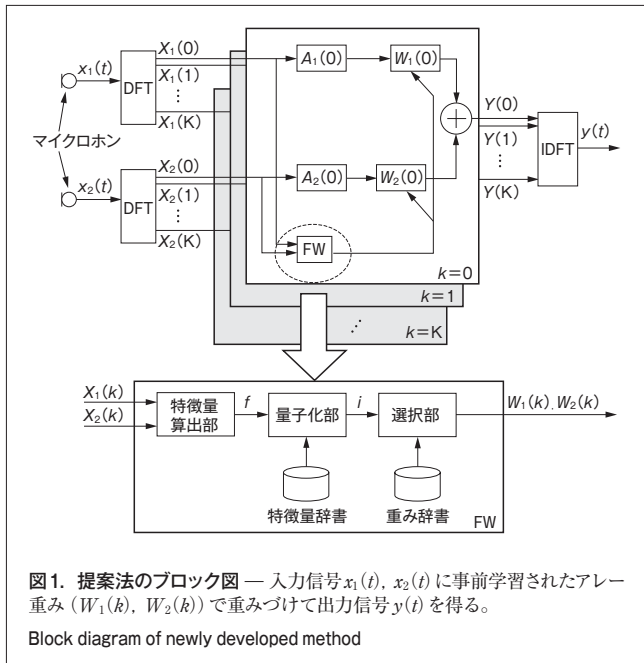 x₁(t)
DFT
X₁(0)
X₁(1)
⋮
X₁(K)
A₁(0)
W₁(0)
マイクロホン
x₂(t)
DFT
X₂(0)
X₂(1)
⋮
X₂(K)
A₂(0)
W₂(0)
+
FW
Y(0)
Y(1)
⋮
Y(K)
IDFT
y(t)
k=0
k=1
⋮
k=K
X₁(k)
X₂(k)
特徴量
算出部
f
量子化部
i
選択部
W₁(k), W₂(k)
特徴量辞書
重み辞書
FW
図1. 提案法のブロック図 — 入力信号x₁(t), x₂(t) に事前学習されたアレー
重み (W₁(k), W₂(k)) で重みづけて出力信号 y(t) を得る。
Block diagram of newly developed method